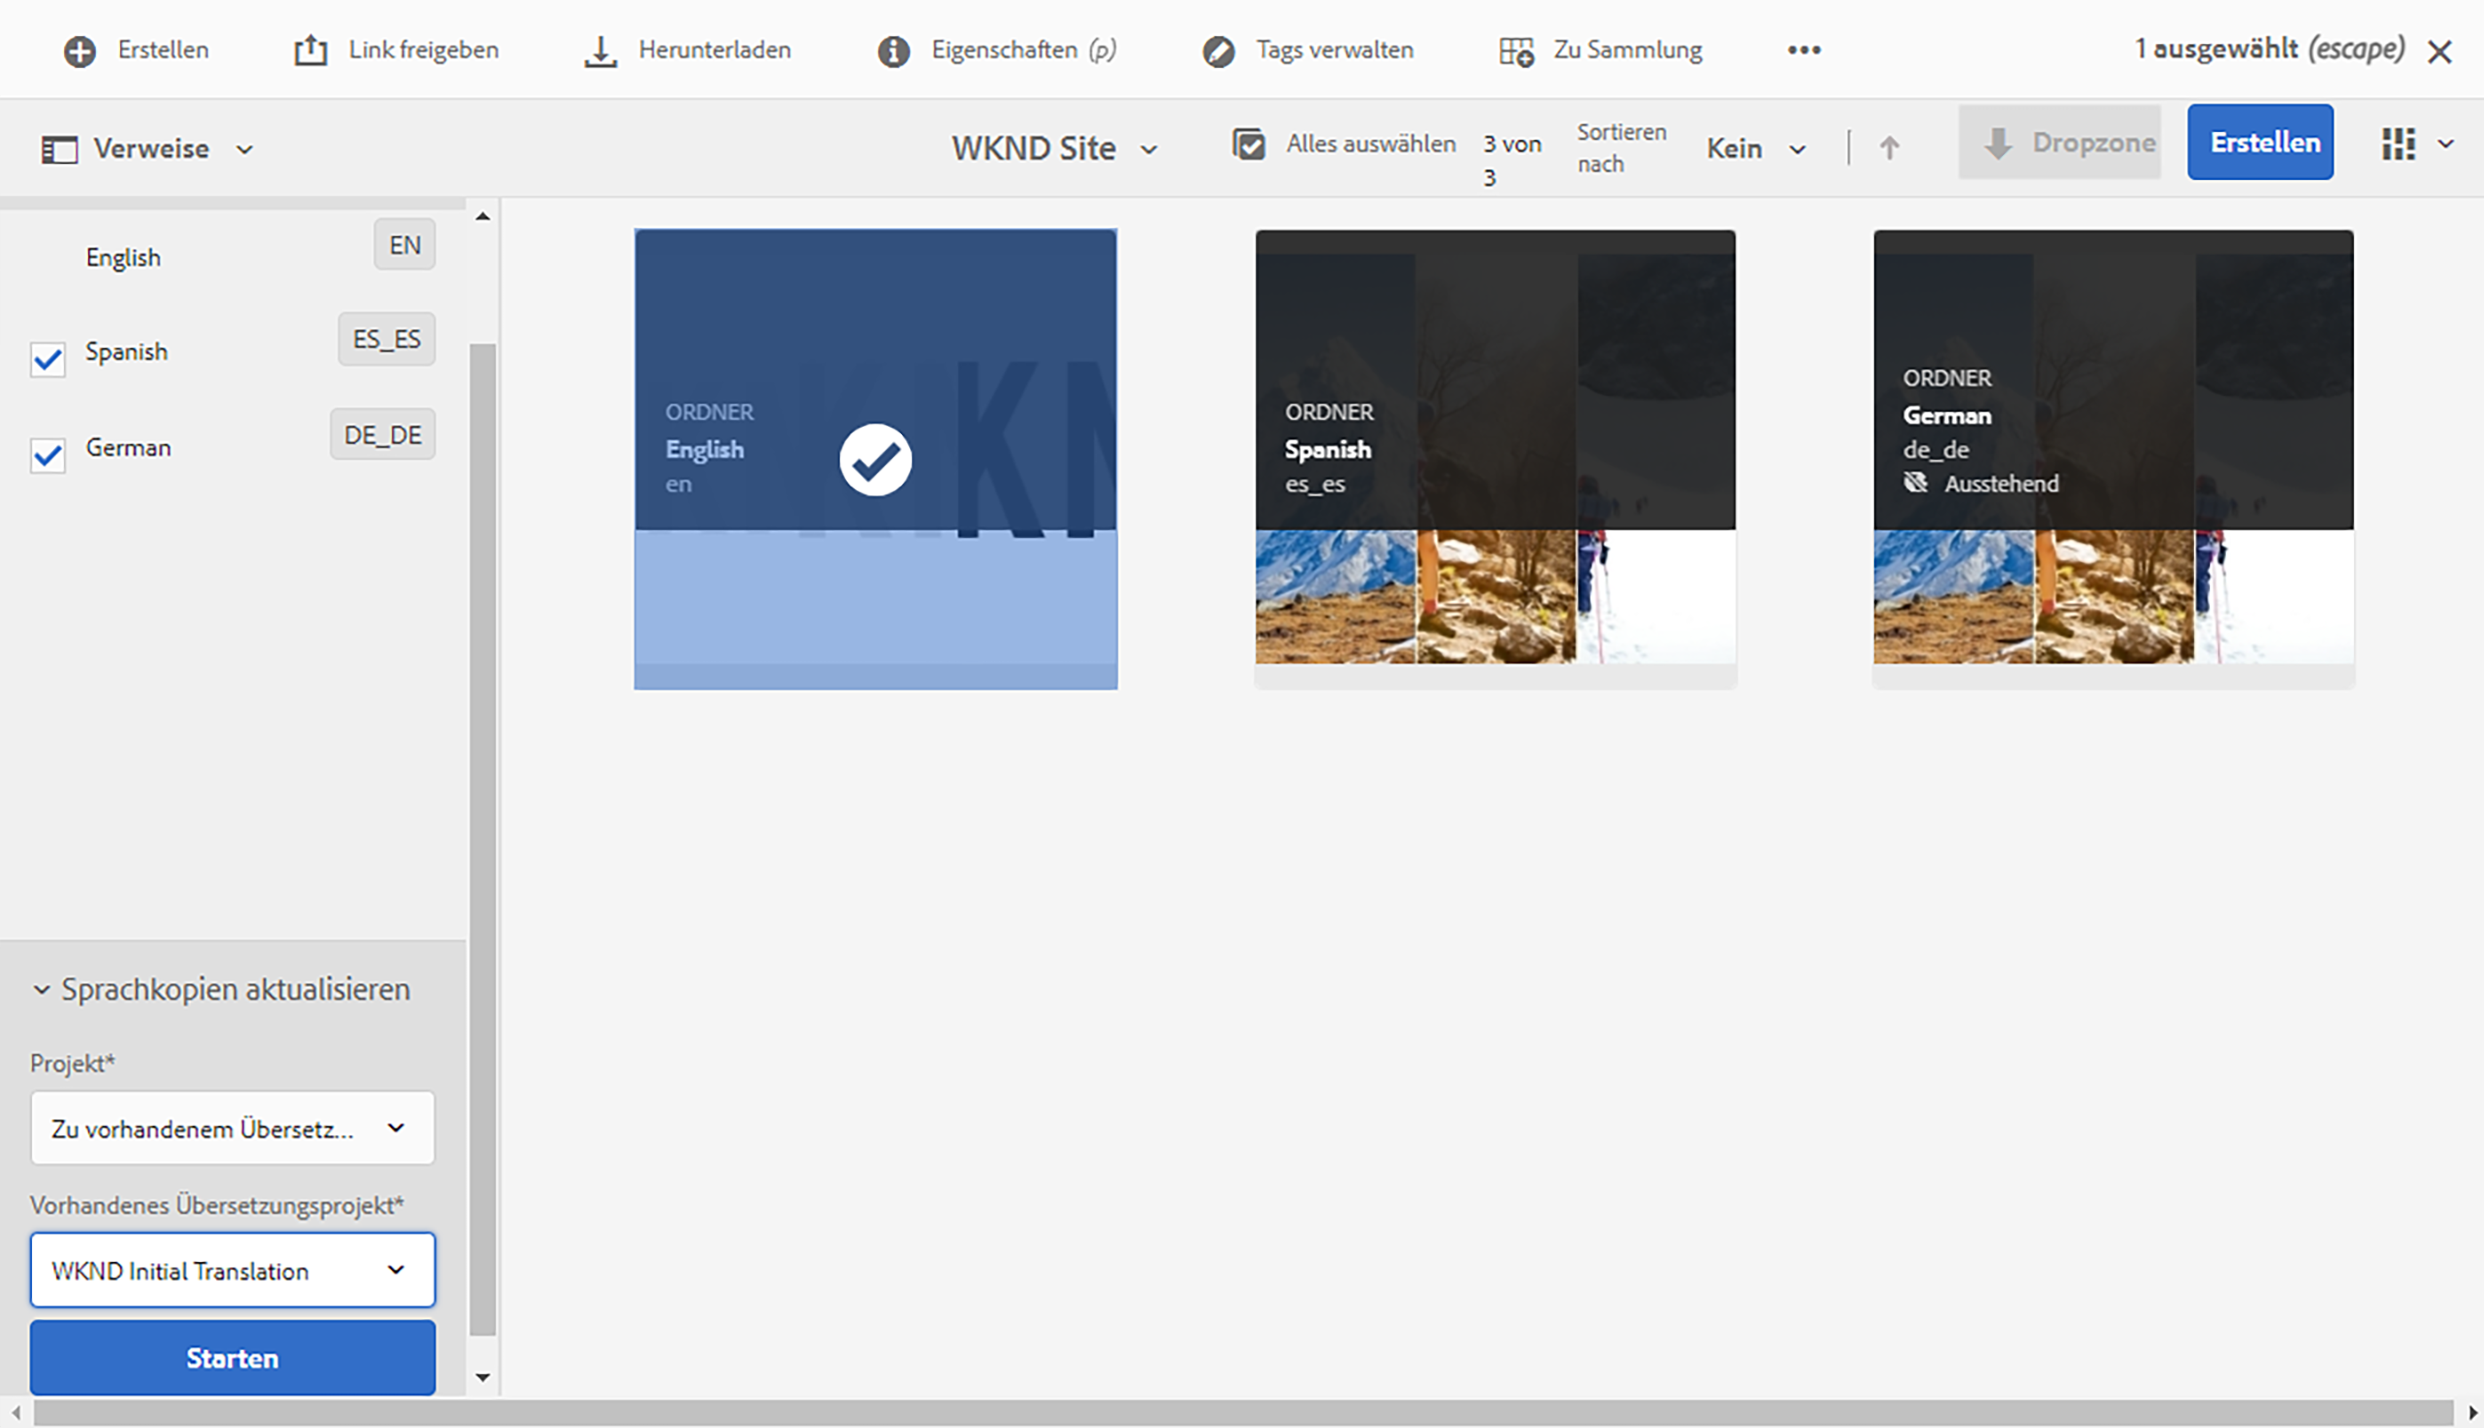 Erstellen
Link freigeben
Herunterladen
Eigenschaften (p)
Tags verwalten
Zu Sammlung
1 ausgewählt (escape)
Verweise
WKND Site
Alles auswählen
3 von
3
Sortieren
nach
Kein
Dropzone
Erstellen
English
EN
Spanish
ES_ES
German
DE_DE
ORDNER
English
en
ORDNER
Spanish
es_es
ORDNER
German
de_de
Ausstehend
Sprachkopien aktualisieren
Projekt*
Zu vorhandenem Übersetz...
Vorhandenes Übersetzungsprojekt*
WKND Initial Translation
Starten